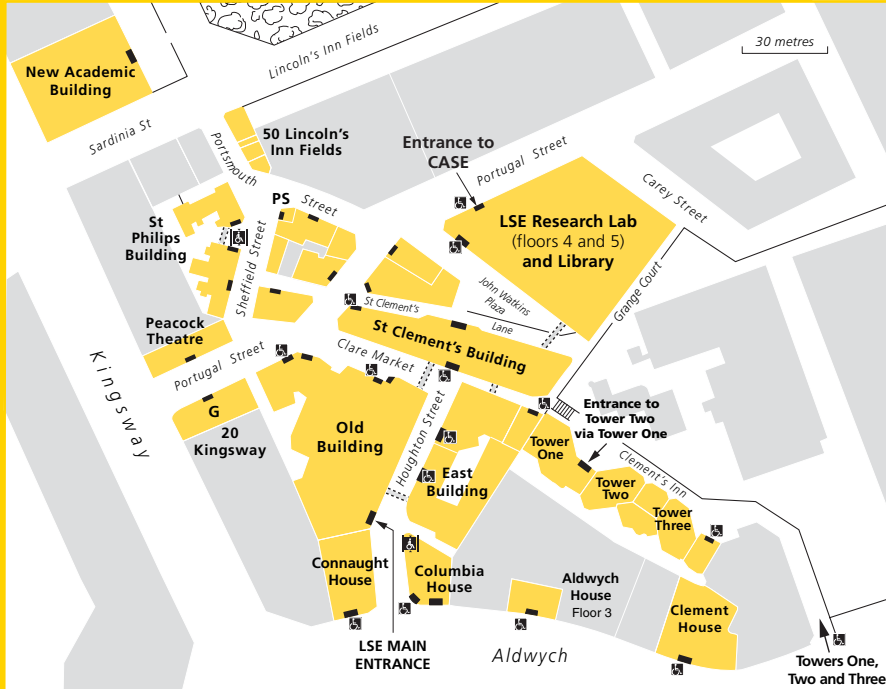 Lincoln's Inn Fields
30 metres
New Academic
Building
Sardinia St
Portsmouth
Street
50 Lincoln's
Inn Fields
Entrance to
CASE
Portugal Street
Carey Street
PS
St
Philips
Building
Sheffield Street
LSE Research Lab
(floors 4 and 5)
and Library
Grange Court
John Watkins
Plaza
St Clement's
Lane
Peacock
Theatre
St Clement's Building
Kingsway
Portugal Street
Clare Market
G
20
Kingsway
Old
Building
Houghton Street
East
Building
Entrance to
Tower Two
via Tower One
Tower
One
Clement's Inn
Tower
Two
Tower
Three
Connaught
House
Columbia
House
Aldwych
House
Floor 3
Clement
House
LSE MAIN
ENTRANCE
Aldwych
Towers One,
Two and Three